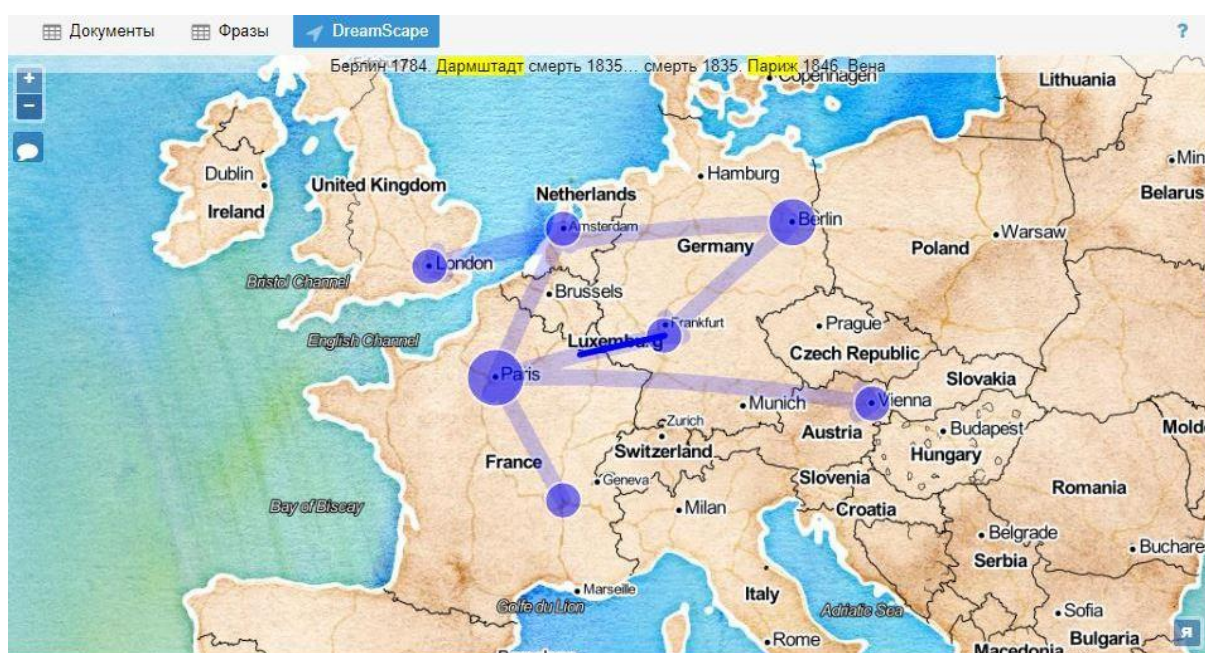 Документы Фразы DreamScape ?
Берлин 1784. Дармштадт смерть 1835... смерть 1835. Париж 1846. Вена
+
−
Copenhagen
Lithuania
Dublin
Hamburg
United Kingdom
Netherlands
Belarus
Ireland
Amsterdam
Berlin
Germany
Poland
Warsaw
London
Bristol Channel
Brussels
English Channel
Luxemburg
Frankfurt
Prague
Czech Republic
Paris
Slovakia
Munich
Vienna
Zurich
Austria
Budapest
Switzerland
Hungary
France
Geneva
Slovenia
Romania
Bay of Biscay
Milan
Croatia
Belgrade
Serbia
Marseille
Italy
Golfe du Lion
Adriatic Sea
Sofia
Rome
Bulgaria
Macedonia
Я